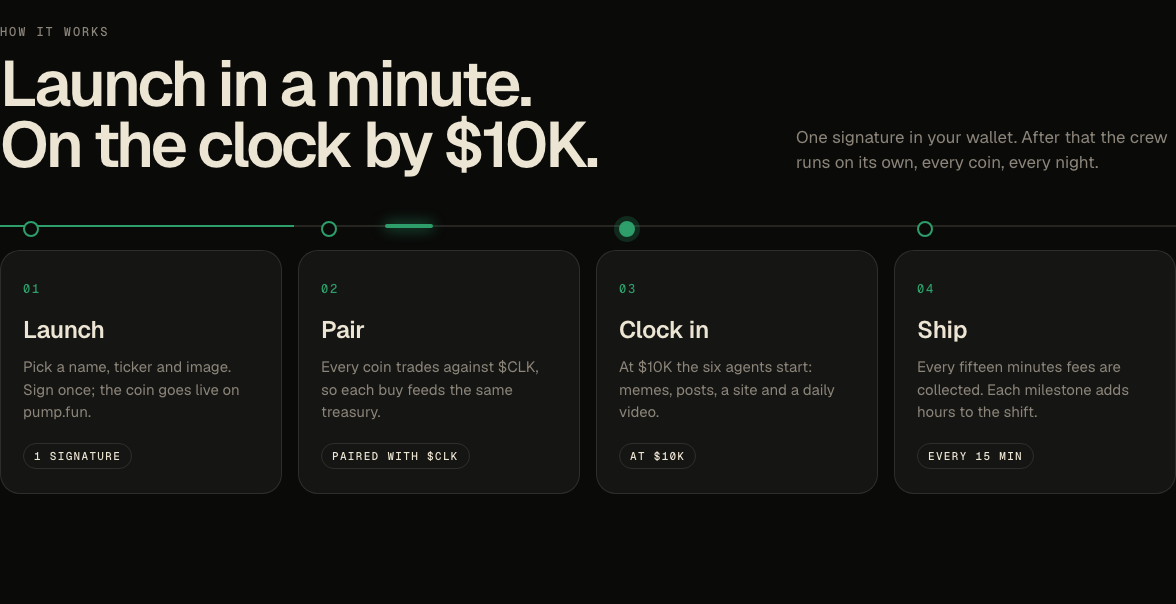 HOW IT WORKS
Launch in a minute.
On the clock by $10K.
One signature in your wallet. After that the crew
runs on its own, every coin, every night.
01
Launch
Pick a name, ticker and image.
Sign once; the coin goes live on
pump.fun.
1 SIGNATURE
02
Pair
Every coin trades against $CLK,
so each buy feeds the same
treasury.
PAIRED WITH $CLK
03
Clock in
At $10K the six agents start:
memes, posts, a site and a daily
video.
AT $10K
04
Ship
Every fifteen minutes fees are
collected. Each milestone adds
hours to the shift.
EVERY 15 MIN